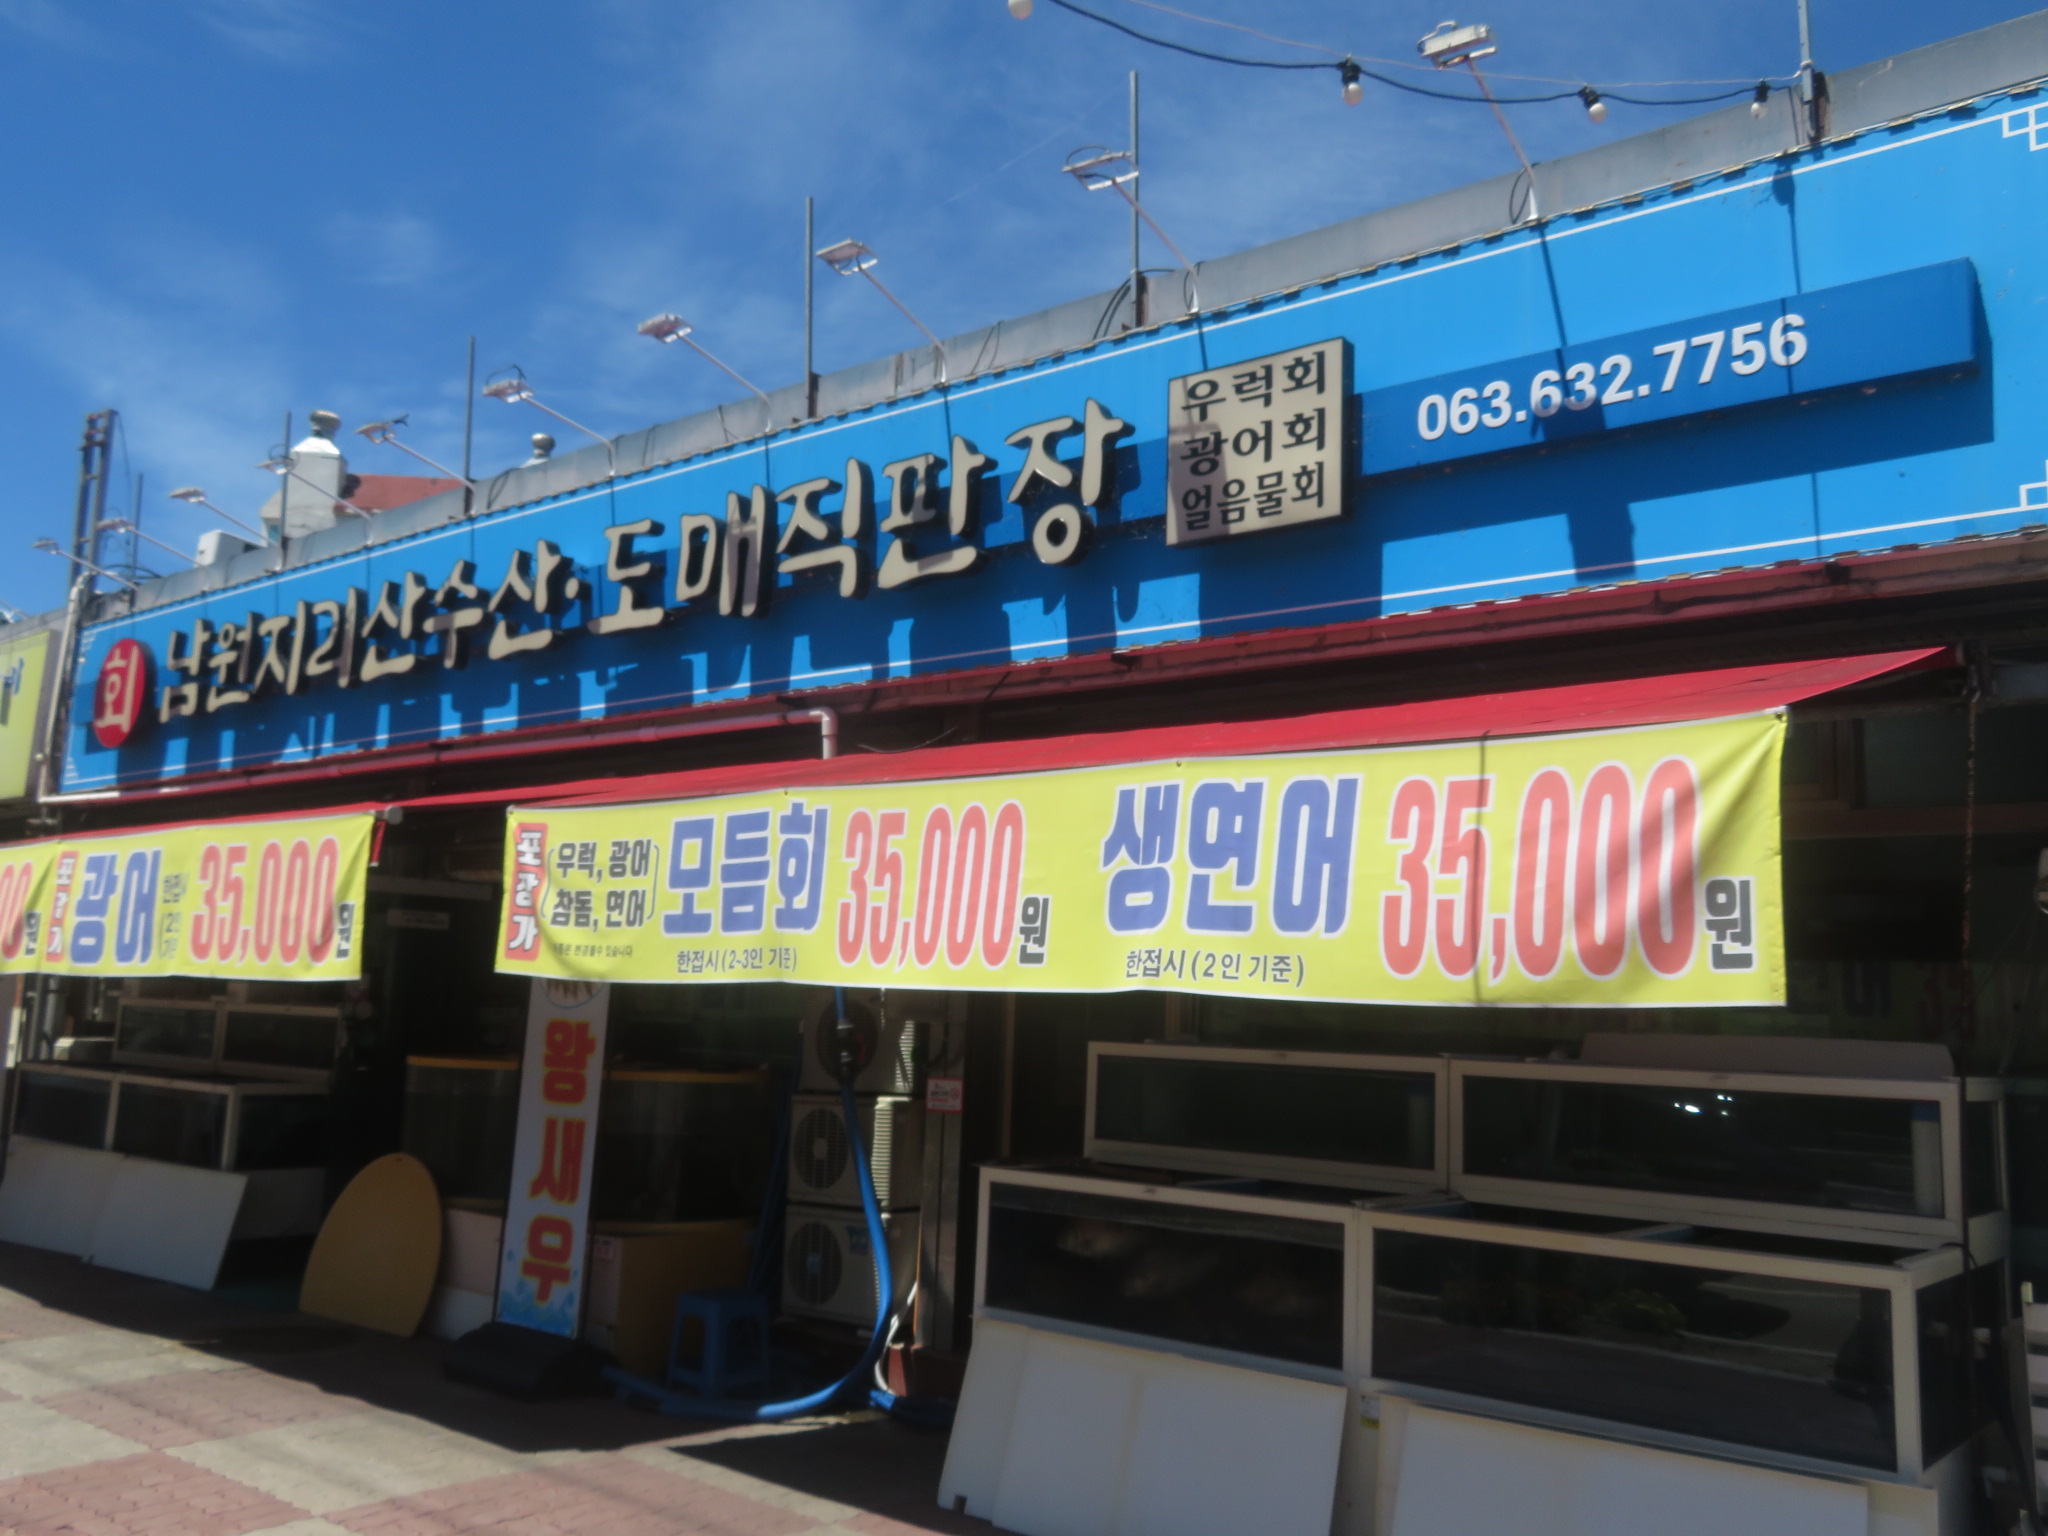 회 남원지리산수산·도매직판장
우럭회
광어회
얼음물회
063.632.7756
원
포장가 광어 35,000원
포장가 (우럭, 광어 참돔, 연어) 모듬회 35,000원
한접시(2~3인 기준)
생연어 35,000원
한접시(2인 기준)
왕새우